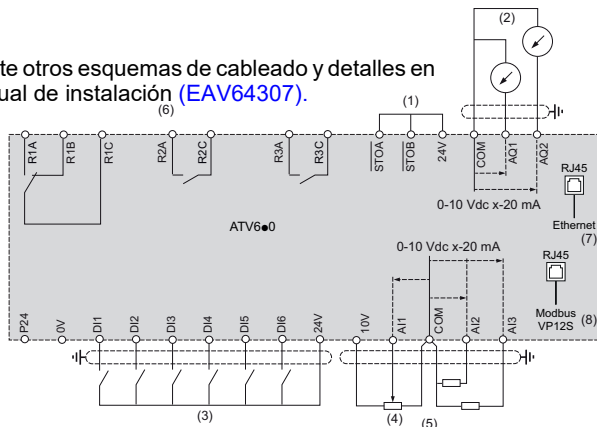 (2)
te otros esquemas de cableado y detalles en
ual de instalación (EAV64307).
(6)
(1)
R1A
R1B
R1C
R2A
R2C
R3A
R3C
STOA
STOB
24V
COM
AQ1
AQ2
RJ45
0-10 Vdc x-20 mA
Ethernet
(7)
ATV6●0
0-10 Vdc x-20 mA
RJ45
Modbus
VP12S
(8)
P24
0V
DI1
DI2
DI3
DI4
DI5
DI6
24V
10V
AI1
COM
AI2
AI3
(3)
(4)
(5)